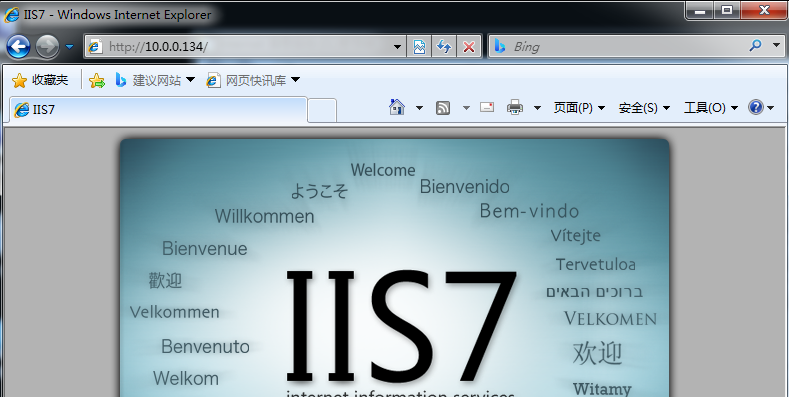 IIS7 - Windows Internet Explorer
http://10.0.0.134/
Bing
收藏夹 建议网站 网页快讯库
IIS7
页面(P) 安全(S) 工具(O)
Welcome
ようこそ Bienvenido
Willkommen Bem-vindo
Bienvenue Vítejte
歡迎 Tervetuloa
ברוכים הבאים
Velkommen VELKOMEN
IIS7
Benvenuto 欢迎
Welkom Witamy
internet information services